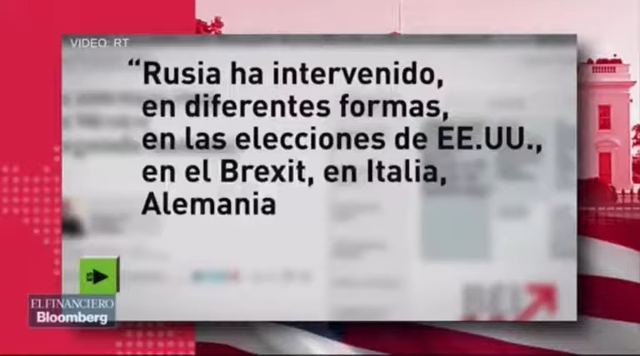 VIDEO: RT
“Rusia ha intervenido,
en diferentes formas,
en las elecciones de EE.UU.,
en el Brexit, en Italia,
Alemania
EL FINANCIERO
Bloomberg